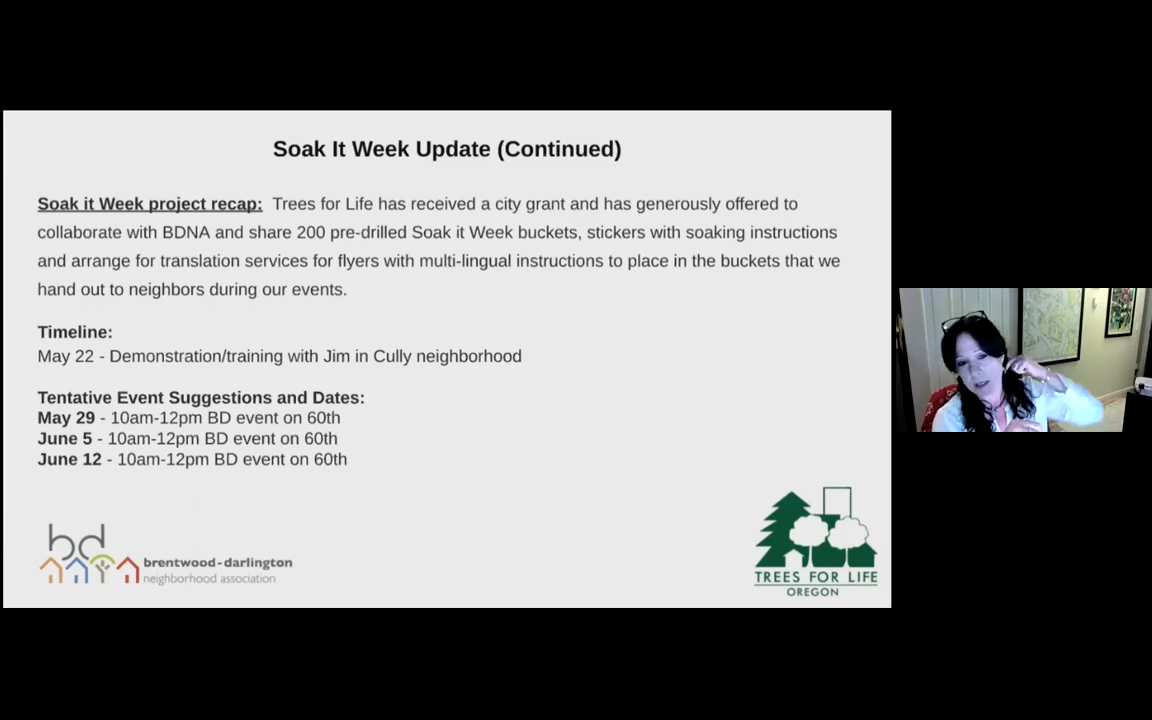 Soak It Week Update (Continued)
Soak it Week project recap: Trees for Life has received a city grant and has generously offered to
collaborate with BDNA and share 200 pre-drilled Soak it Week buckets, stickers with soaking instructions
and arrange for translation services for flyers with multi-lingual instructions to place in the buckets that we
hand out to neighbors during our events.
Timeline:
May 22 - Demonstration/training with Jim in Cully neighborhood
Tentative Event Suggestions and Dates:
May 29 - 10am-12pm BD event on 60th
June 5 - 10am-12pm BD event on 60th
June 12 - 10am-12pm BD event on 60th
bd
brentwood-darlington
neighborhood association
TREES FOR LIFE
OREGON